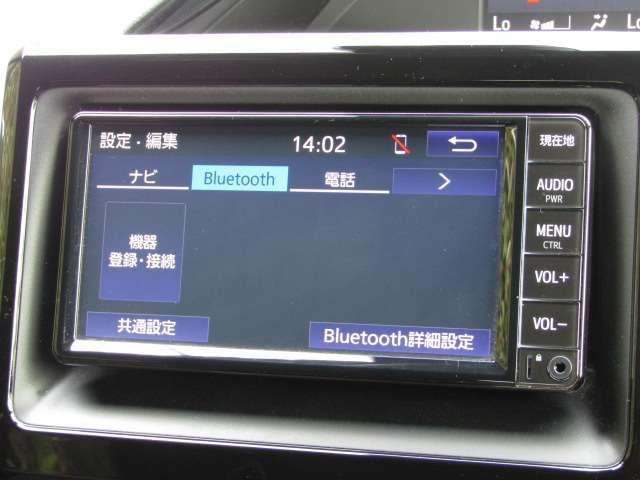 Lo
Lo
設定・編集 14:02
ナビ Bluetooth 電話 >
機器
登録・接続
共通設定
Bluetooth詳細設定
現在地
AUDIO
PWR
MENU
CTRL
VOL+
VOL−